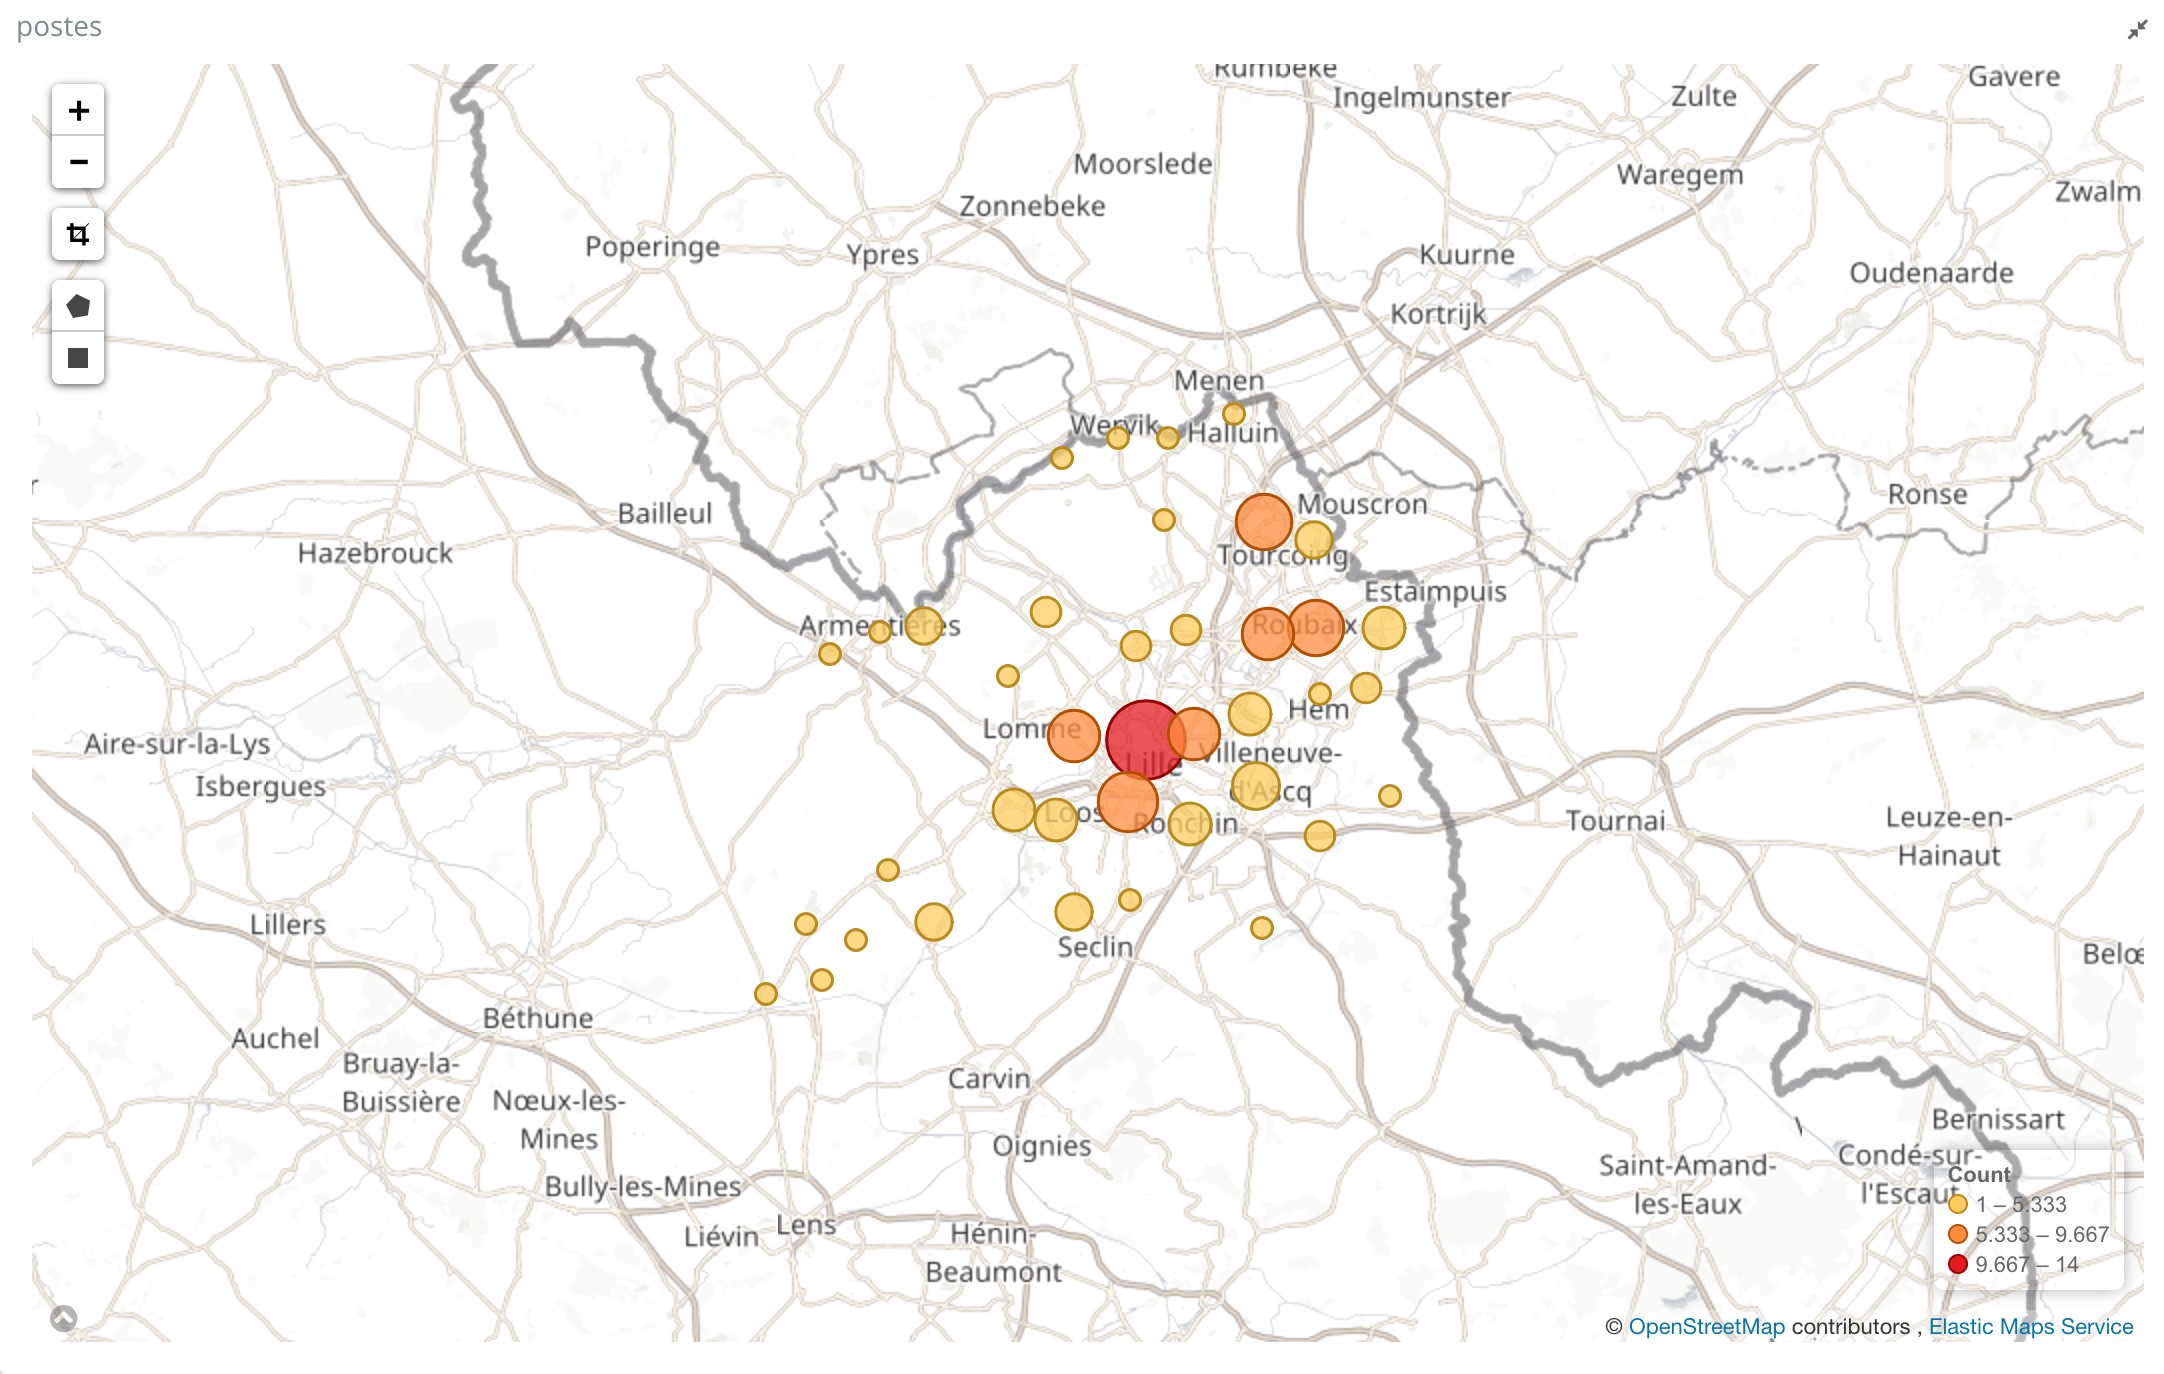 postes
Rumbeke
Gavere
Ingelmunster
Zulte
Moorslede
Waregem
Zwalm
Zonnebeke
Poperinge
Ypres
Kuurne
Oudenaarde
Kortrijk
Menen
Wervik
Halluin
Mouscron
Ronse
Bailleul
Hazebrouck
Tourcoing
Estaimpuis
Armentières
Roubaix
Hem
Lomme
Aire-sur-la-Lys
Villeneuve-
d'Ascq
Lille
Isbergues
Loos
Ronchin
Tournai
Leuze-en-
Hainaut
Lillers
Seclin
Belœ
Béthune
Auchel
Bruay-la-
Buissière
Carvin
Nœux-les-
Mines
Bernissart
Oignies
Saint-Amand-
les-Eaux
Condé-sur-
l'Escaut
Bully-les-Mines
Liévin
Lens
Hénin-
Beaumont
Count
1 – 5.333
5.333 – 9.667
9.667 – 14
© OpenStreetMap contributors , Elastic Maps Service